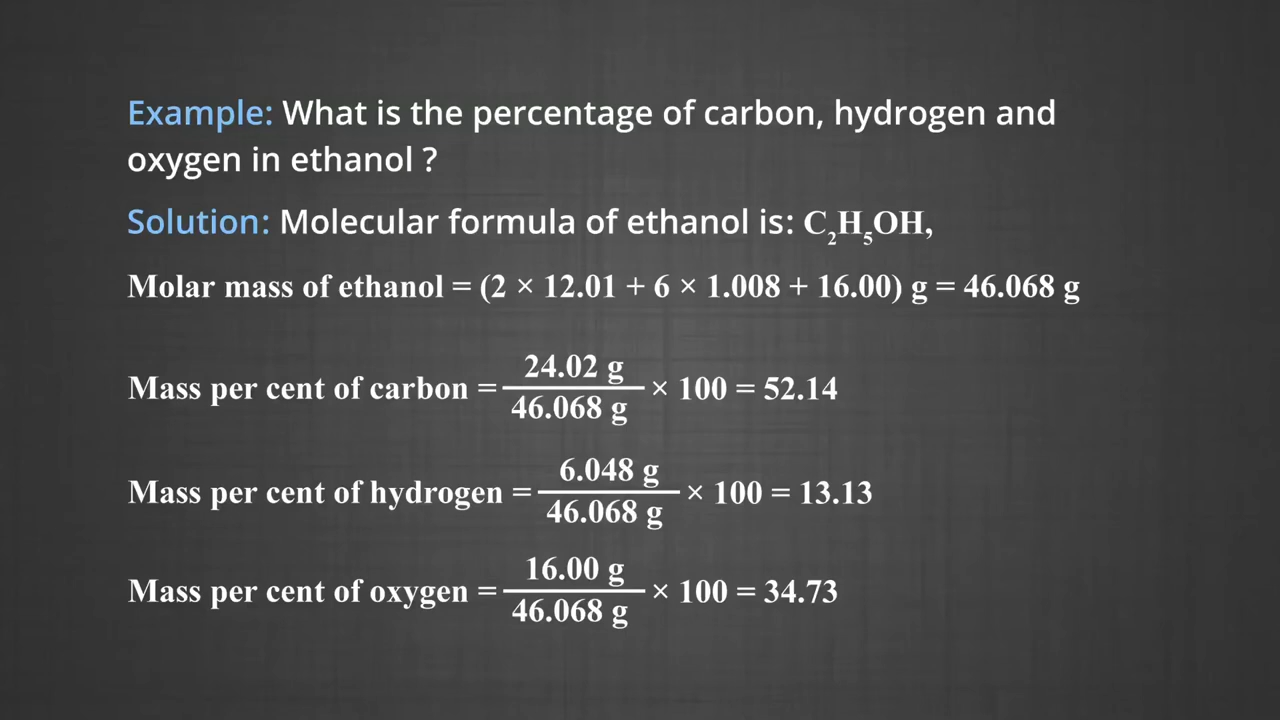 Example: What is the percentage of carbon, hydrogen and
oxygen in ethanol ?
Solution: Molecular formula of ethanol is: C₂H₅OH,
Molar mass of ethanol = (2 × 12.01 + 6 × 1.008 + 16.00) g = 46.068 g
Mass per cent of carbon = 24.02 g / 46.068 g × 100 = 52.14
Mass per cent of hydrogen = 6.048 g / 46.068 g × 100 = 13.13
Mass per cent of oxygen = 16.00 g / 46.068 g × 100 = 34.73